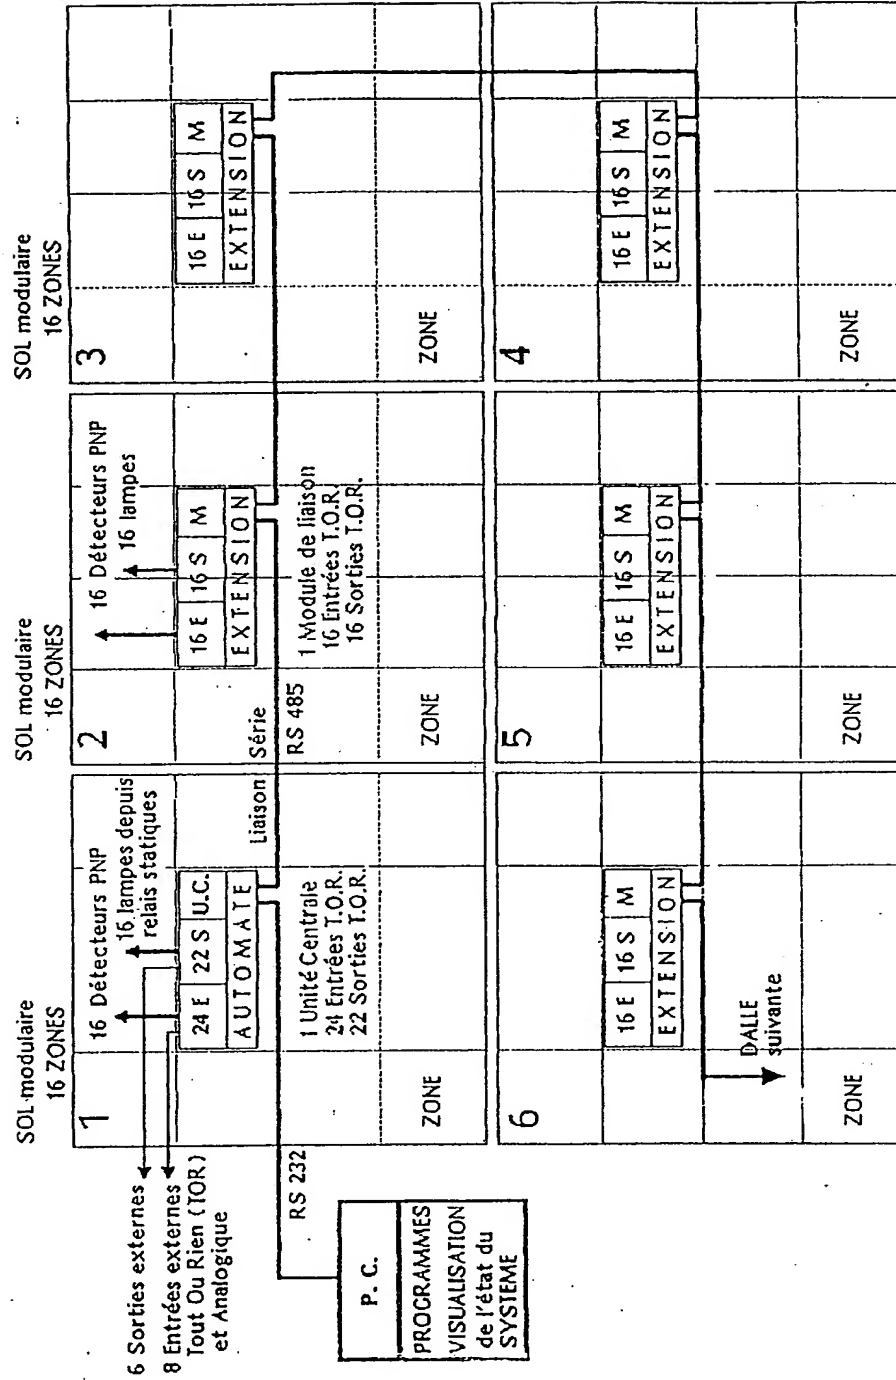 SOL modulaire
16 ZONES
SOL modulaire
16 ZONES
SOL modulaire
16 ZONES
1
16 Détecteurs PNP
16 lampes depuis
relais statiques
24 E 22 S U.C.
AUTOMATE
1 Unité Centrale
24 Entrées T.O.R.
22 Sorties T.O.R.
ZONE
6 Sorties externes
8 Entrées externes
Tout Ou Rien (TOR)
et Analogique
RS 232
P. C.
PROGRAMMES
VISUALISATION
de l'état du
SYSTEME
Liaison Série
RS 485
2
16 Détecteurs PNP
16 lampes
16 E 16 S M
EXTENSION
1 Module de liaison
16 Entrées T.O.R.
16 Sorties T.O.R.
ZONE
3
16 E 16 S M
EXTENSION
ZONE
6
16 E 16 S M
EXTENSION
DALLE
suivante
ZONE
5
16 E 16 S M
EXTENSION
ZONE
4
16 E 16 S M
EXTENSION
ZONE